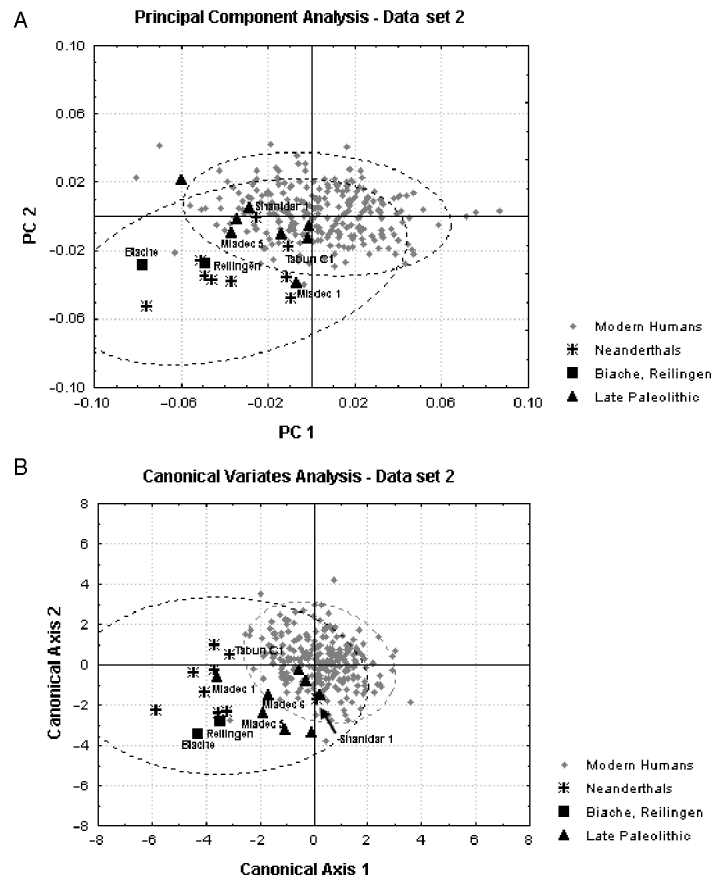 A
Principal Component Analysis - Data set 2
0.10
0.06
0.02
-0.02
-0.06
-0.10
-0.10
-0.06
-0.02
0.02
0.06
0.10
PC 2
PC 1
Shanidar 1
Mladec 5
Biache
Reilingen
Tabun C1
Mladec 1
Modern Humans
Neanderthals
Biache, Reilingen
Late Paleolithic
B
Canonical Variates Analysis - Data set 2
8
6
4
2
0
-2
-4
-6
-8
-8
-6
-4
-2
0
2
4
6
8
Canonical Axis 2
Canonical Axis 1
Tabun C1
Mladec 1
Mladec 6
Mladec 5
Reilingen
Biache
Shanidar 1
Modern Humans
Neanderthals
Biache, Reilingen
Late Paleolithic